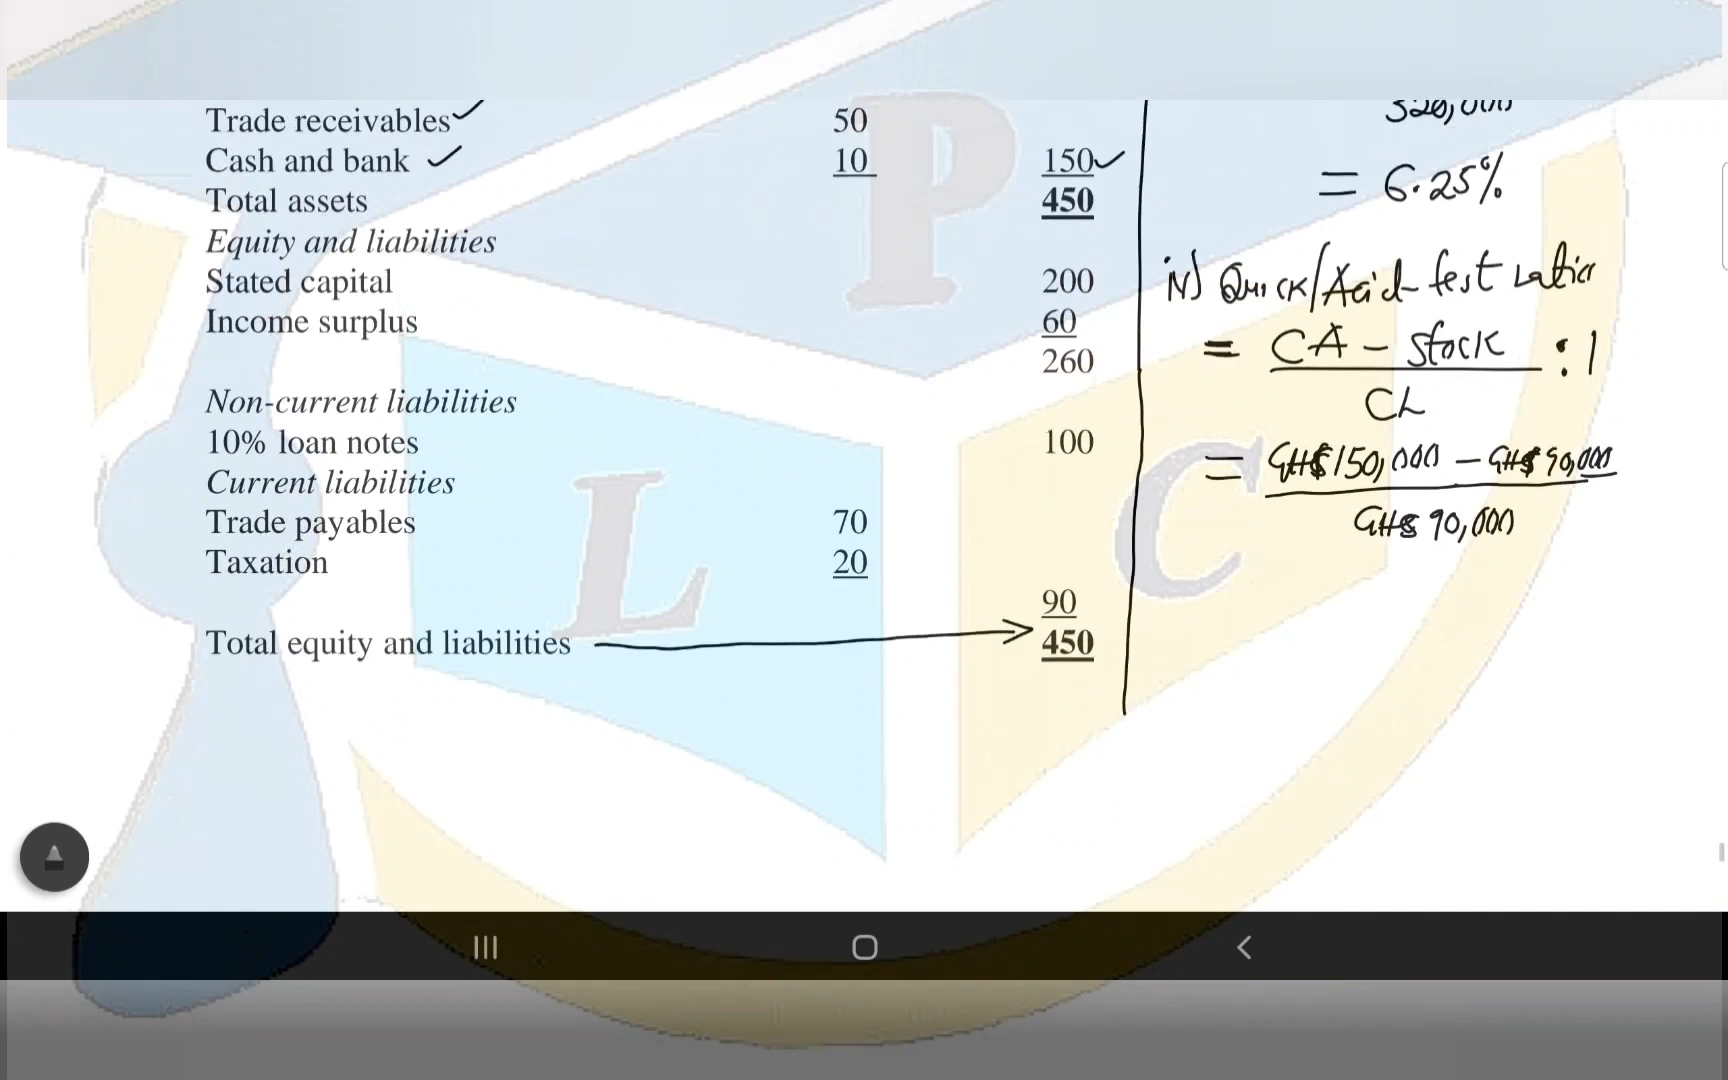 Trade receivables 50
Cash and bank 10 150
Total assets 450
Equity and liabilities
Stated capital 200
Income surplus 60
260
Non-current liabilities
10% loan notes 100
Current liabilities
Trade payables 70
Taxation 20
90
Total equity and liabilities 450
320,000
= 6.25%
iv) Quick/Acid test ratio
= CA - stock : 1
CL
= GH$150,000 - GH$90,000
GH$ 90,000
P
L
C